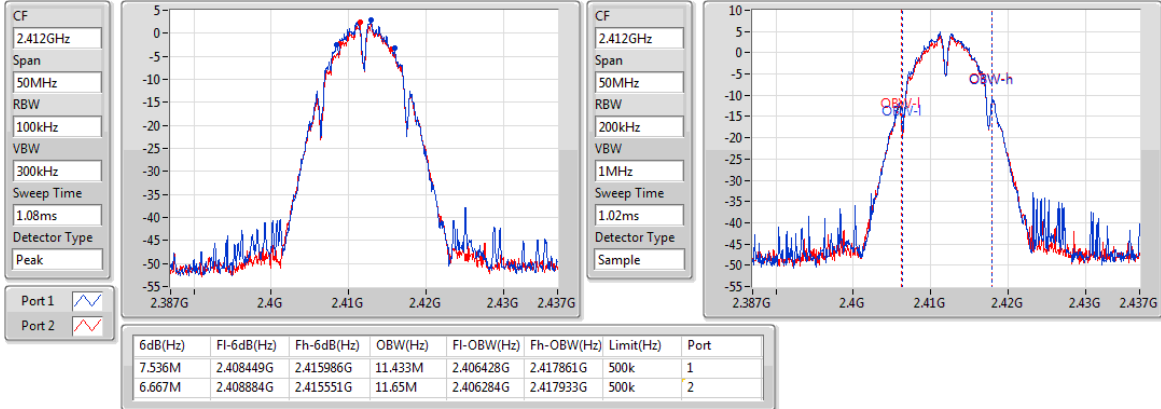 CF
2.412GHz
Span
50MHz
RBW
100kHz
VBW
300kHz
Sweep Time
1.08ms
Detector Type
Peak
Port 1
Port 2
5
0
-5
-10
-15
-20
-25
-30
-35
-40
-45
-50
-55
2.387G 2.4G 2.41G 2.42G 2.43G 2.437G
CF
2.412GHz
Span
50MHz
RBW
200kHz
VBW
1MHz
Sweep Time
1.02ms
Detector Type
Sample
10
5
0
-5
-10
-15
-20
-25
-30
-35
-40
-45
-50
-55
OBW-h
OBW-l
OBW-l
2.387G 2.4G 2.41G 2.42G 2.43G 2.437G
6dB(Hz) Fl-6dB(Hz) Fh-6dB(Hz) OBW(Hz) Fl-OBW(Hz) Fh-OBW(Hz) Limit(Hz) Port
7.536M 2.408449G 2.415986G 11.433M 2.406428G 2.417861G 500k 1
6.667M 2.408884G 2.415551G 11.65M 2.406284G 2.417933G 500k 2